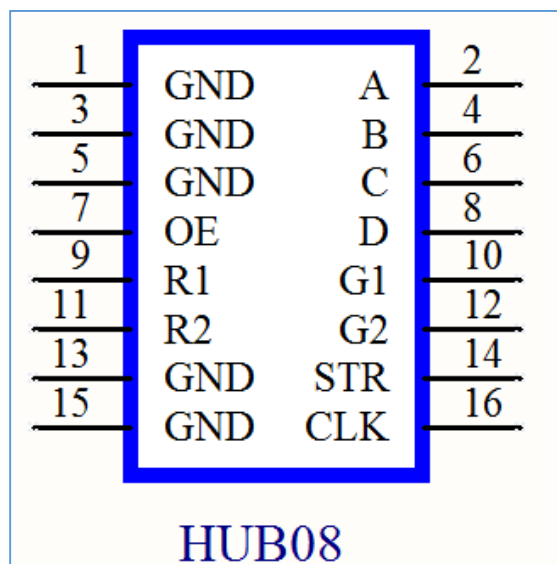 1 GND A 2
3 GND B 4
5 GND C 6
7 OE D 8
9 R1 G1 10
11 R2 G2 12
13 GND STR 14
15 GND CLK 16
HUB08